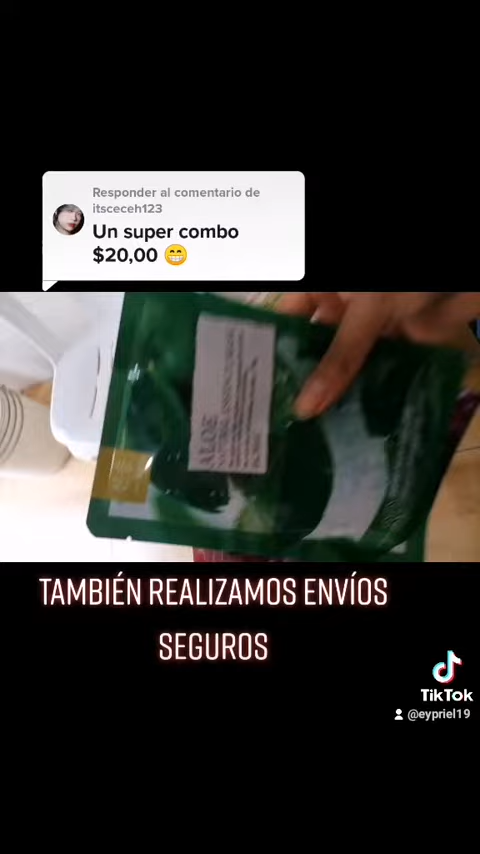 Responder al comentario de
itsceceh123
Un super combo
$20,00 😁
ALOE
TAMBIÉN REALIZAMOS ENVÍOS
SEGUROS
TikTok
@eypriel19